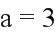 a = 3